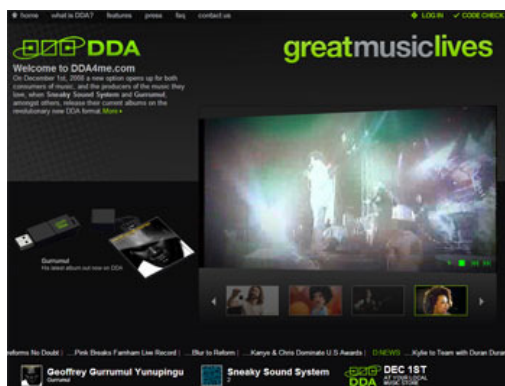 home what is DDA? features press faq contact us
LOG IN CODE CHECK
DDA
greatmusiclives
Welcome to DDA4me.com
On December 1st, 2008 a new option opens up for both
consumers of music, and the producers of the music they
love, when Sneaky Sound System and Gurrumul,
amongst others, release their current albums on the
revolutionary new DDA format. More
Gurrumul
His latest album out now on DDA
eforms No Doubt | ....Pink Breaks Farnham Live Record | ....Blur to Reform | ....Kanye & Chris Dominate U.S Awards | D:NEWS ....Kylie to Team with Duran Duran
Geoffrey Gurrumul Yunupingu
Gurrumul
Sneaky Sound System
2
DDA
DEC 1ST
AT YOUR LOCAL
MUSIC STORE